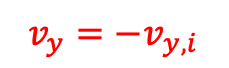 v_y = −v_{y,i}